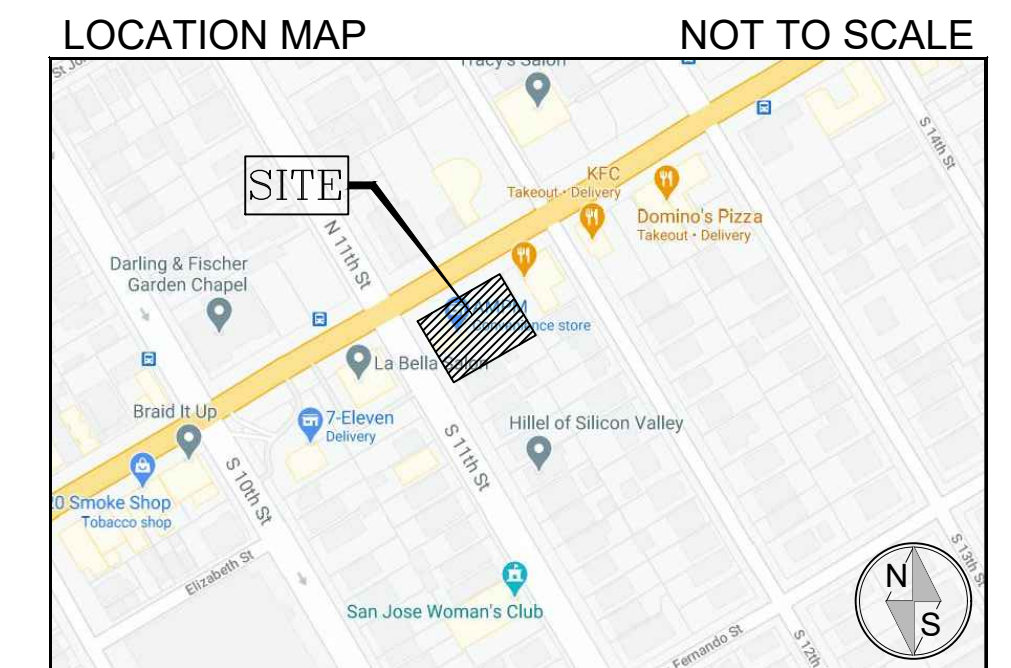 LOCATION MAP
NOT TO SCALE
Tracy's Salon
S 14th St
SITE
KFC
Takeout • Delivery
Domino's Pizza
Takeout • Delivery
N 11th St
Darling & Fischer
Garden Chapel
AMPM
Convenience store
La Bella Salon
Braid It Up
7-Eleven
Delivery
Hillel of Silicon Valley
S 11th St
S 10th St
0 Smoke Shop
Tobacco shop
Elizabeth St
S 13th St
N
S
San Jose Woman's Club
Fernando St
S 12th